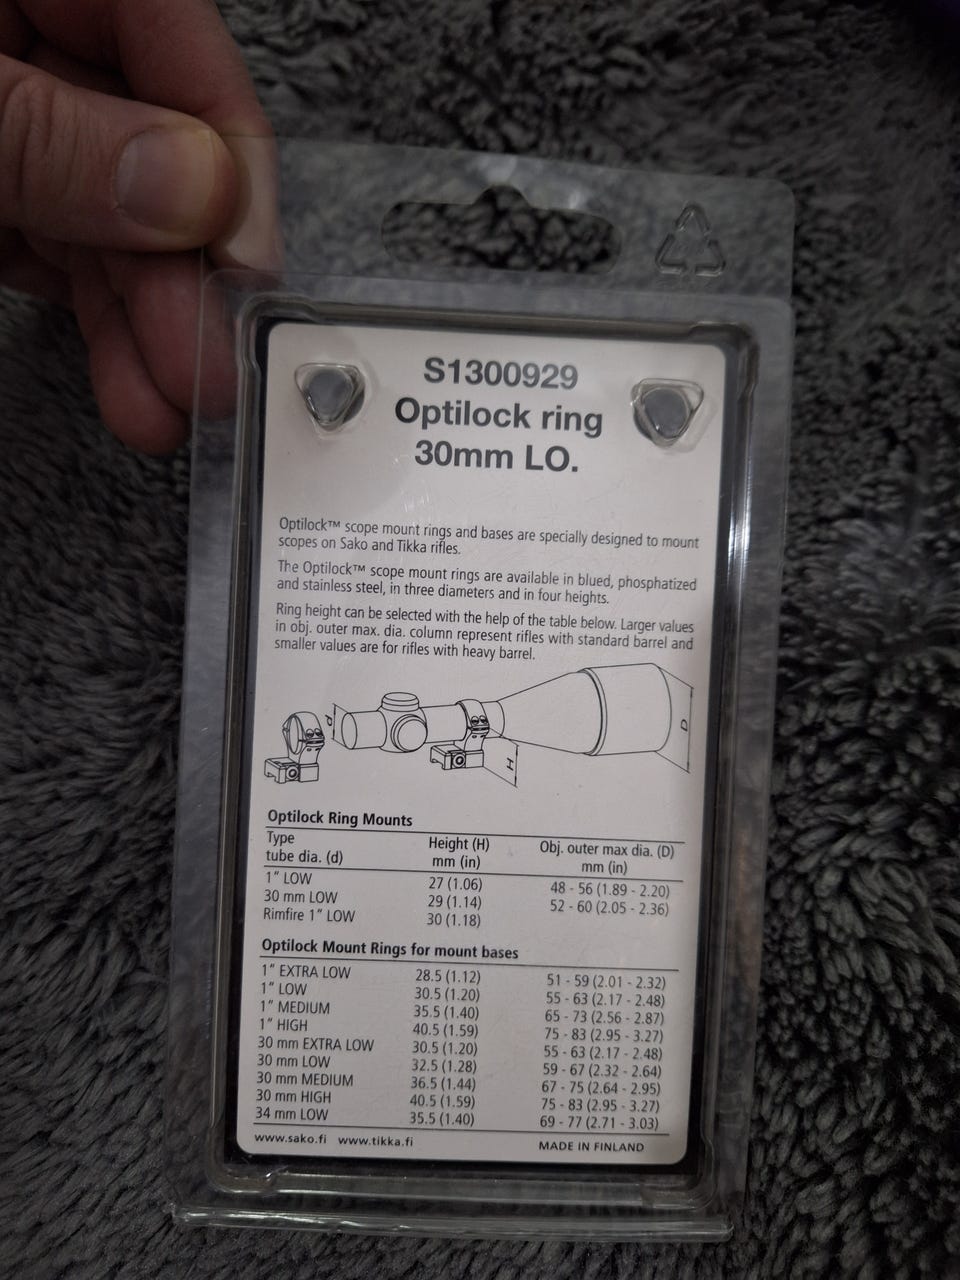 S1300929
Optilock ring
30mm LO.
Optilock™ scope mount rings and bases are specially designed to mount
scopes on Sako and Tikka rifles.
The Optilock™ scope mount rings are available in blued, phosphatized
and stainless steel, in three diameters and in four heights.
Ring height can be selected with the help of the table below. Larger values
in obj. outer max. dia. column represent rifles with standard barrel and
smaller values are for rifles with heavy barrel.
d
H
D
Optilock Ring Mounts
Type Height (H) Obj. outer max dia. (D)
tube dia. (d) mm (in) mm (in)
1" LOW 27 (1.06) 48 - 56 (1.89 - 2.20)
30 mm LOW 29 (1.14) 52 - 60 (2.05 - 2.36)
Rimfire 1" LOW 30 (1.18)
Optilock Mount Rings for mount bases
1" EXTRA LOW 28.5 (1.12) 51 - 59 (2.01 - 2.32)
1" LOW 30.5 (1.20) 55 - 63 (2.17 - 2.48)
1" MEDIUM 35.5 (1.40) 65 - 73 (2.56 - 2.87)
1" HIGH 40.5 (1.59) 75 - 83 (2.95 - 3.27)
30 mm EXTRA LOW 30.5 (1.20) 55 - 63 (2.17 - 2.48)
30 mm LOW 32.5 (1.28) 59 - 67 (2.32 - 2.64)
30 mm MEDIUM 36.5 (1.44) 67 - 75 (2.64 - 2.95)
30 mm HIGH 40.5 (1.59) 75 - 83 (2.95 - 3.27)
34 mm LOW 35.5 (1.40) 69 - 77 (2.71 - 3.03)
www.sako.fi www.tikka.fi MADE IN FINLAND